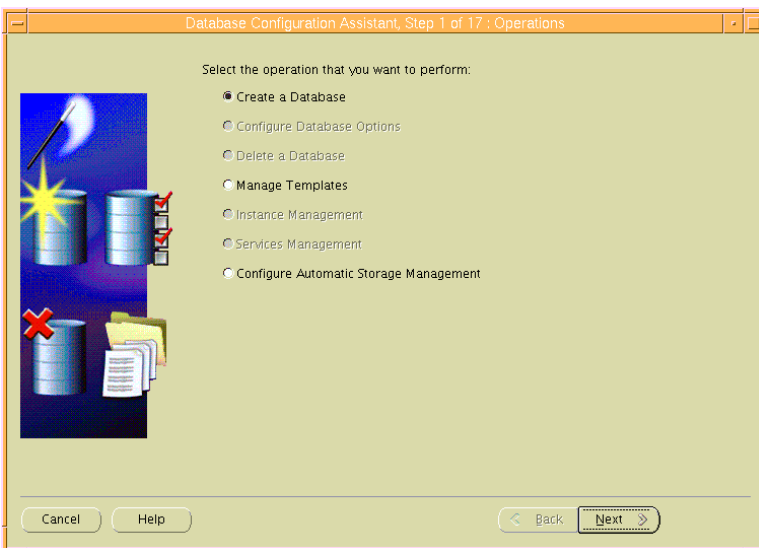 Database Configuration Assistant, Step 1 of 17 : Operations
Select the operation that you want to perform:
Create a Database
Configure Database Options
Delete a Database
Manage Templates
Instance Management
Services Management
Configure Automatic Storage Management
Cancel
Help
Back
Next